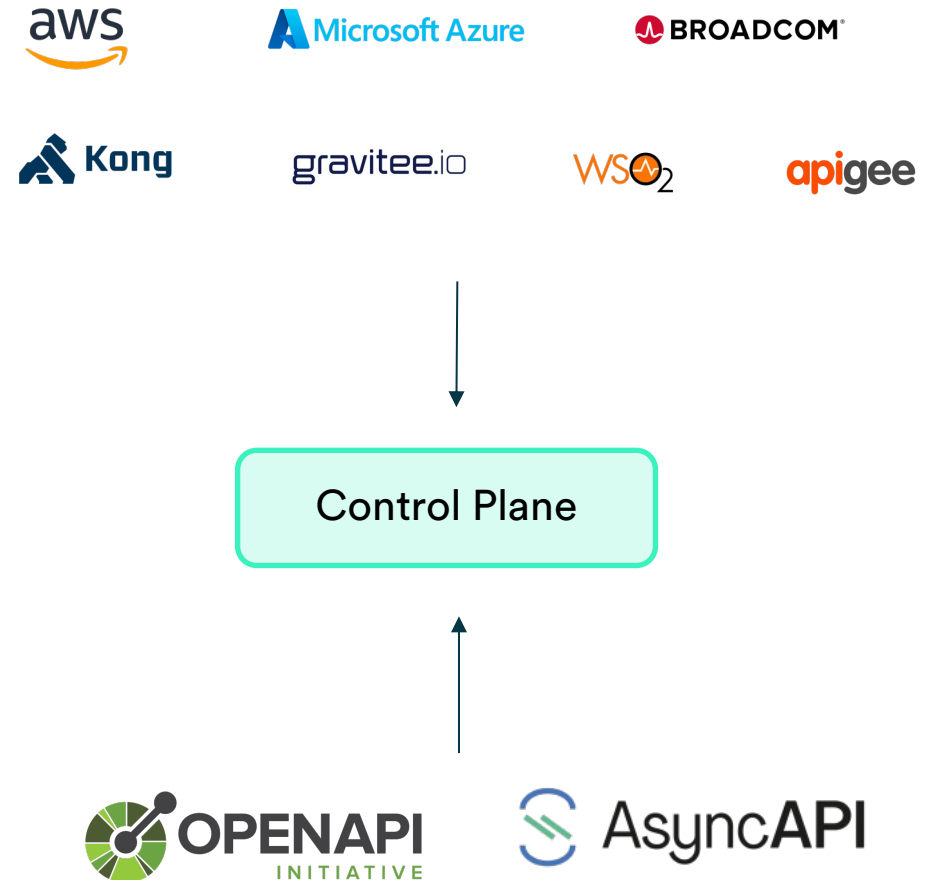 aws
Microsoft Azure
BROADCOM®
Kong
gravitee.io
WSO2
apigee
Control Plane
OPENAPI
INITIATIVE
AsyncAPI